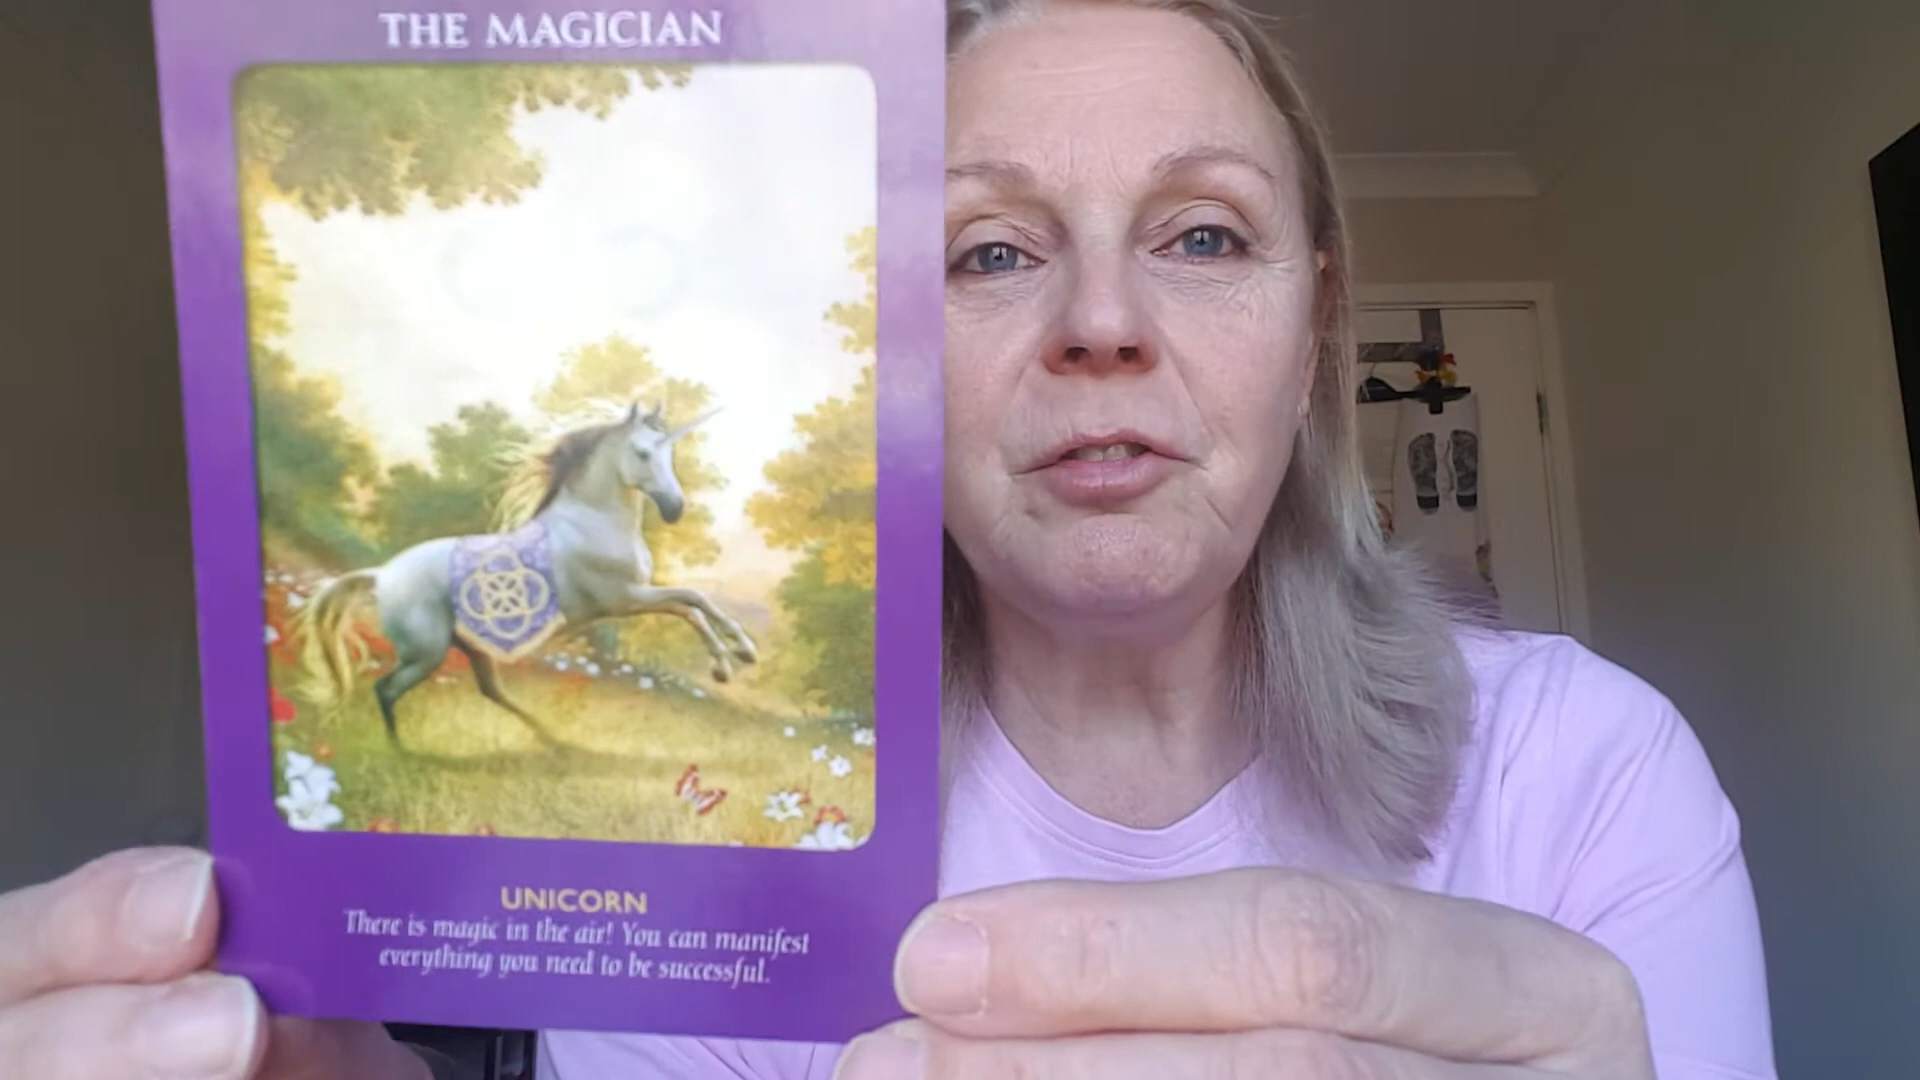 THE MAGICIAN
UNICORN
There is magic in the air! You can manifest
everything you need to be successful.